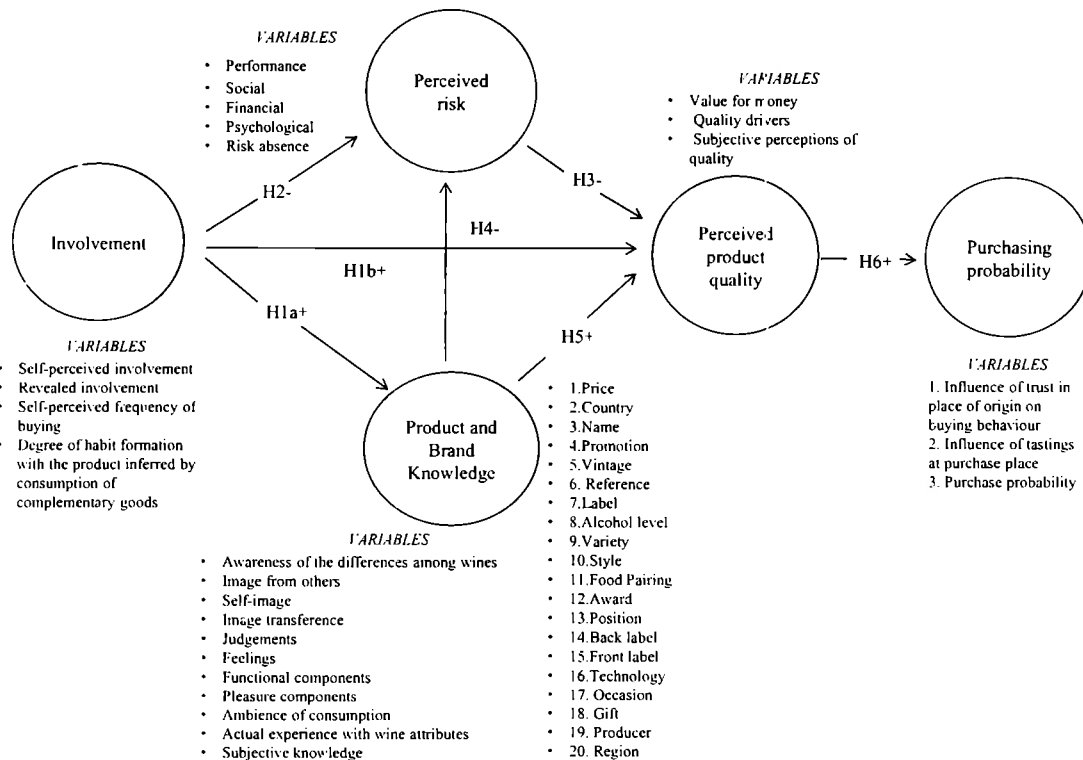 VARIABLES
• Performance
• Social
• Financial
• Psychological
• Risk absence
Perceived
risk
VARIABLES
• Value for money
• Quality drivers
• Subjective perceptions of
quality
H2-
H3-
Involvement
H4-
H1b+
Perceived
product
quality
H6+
Purchasing
probability
H1a+
H5+
VARIABLES
• Self-perceived involvement
• Revealed involvement
• Self-perceived frequency of
buying
• Degree of habit formation
with the product inferred by
consumption of
complementary goods
Product and
Brand
Knowledge
VARIABLES
• Awareness of the differences among wines
• Image from others
• Self-image
• Image transference
• Judgements
• Feelings
• Functional components
• Pleasure components
• Ambience of consumption
• Actual experience with wine attributes
• Subjective knowledge
• 1.Price
• 2.Country
• 3.Name
• 4.Promotion
• 5.Vintage
• 6. Reference
• 7.Label
• 8.Alcohol level
• 9.Variety
• 10.Style
• 11.Food Pairing
• 12.Award
• 13.Position
• 14.Back label
• 15.Front label
• 16.Technology
• 17. Occasion
• 18. Gift
• 19. Producer
• 20. Region
VARIABLES
1. Influence of trust in
place of origin on
buying behaviour
2. Influence of tastings
at purchase place
3. Purchase probability